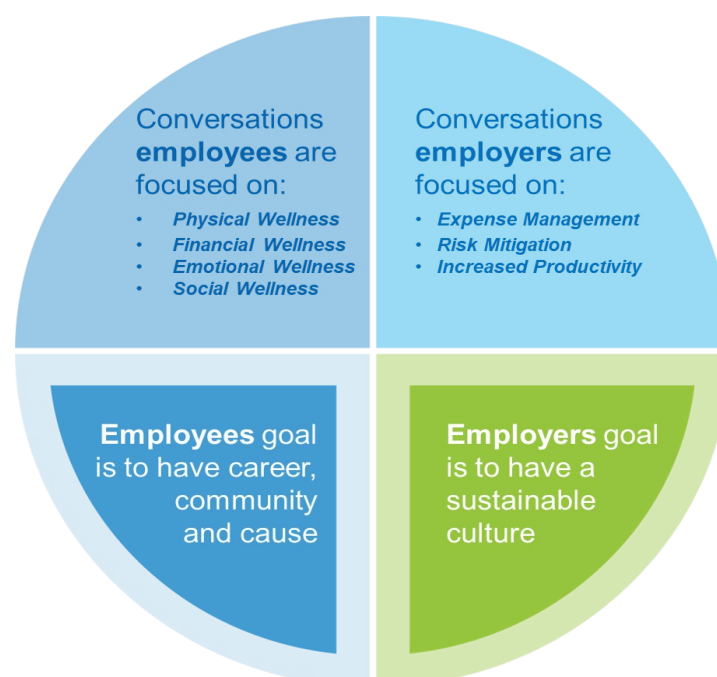 Conversations
employees are
focused on:
• Physical Wellness
• Financial Wellness
• Emotional Wellness
• Social Wellness
Conversations
employers are
focused on:
• Expense Management
• Risk Mitigation
• Increased Productivity
Employees goal
is to have career,
community
and cause
Employers goal
is to have a
sustainable
culture